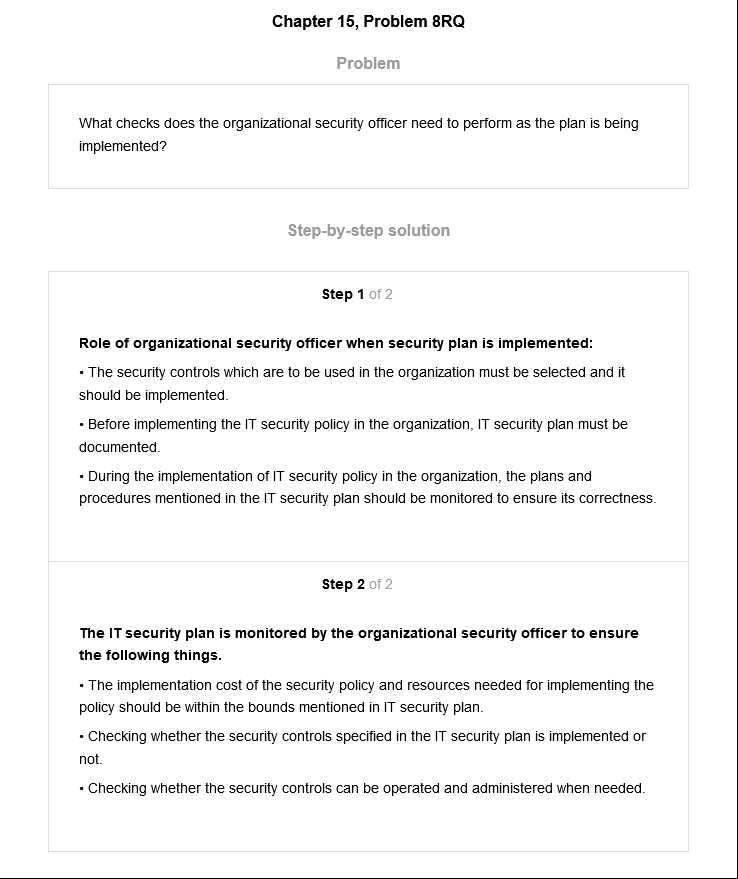 Chapter 15, Problem 8RQ
Problem
What checks does the organizational security officer need to perform as the plan is being
implemented?
Step-by-step solution
Step 1 of 2
Role of organizational security officer when security plan is implemented:
• The security controls which are to be used in the organization must be selected and it
should be implemented.
• Before implementing the IT security policy in the organization, IT security plan must be
documented.
• During the implementation of IT security policy in the organization, the plans and
procedures mentioned in the IT security plan should be monitored to ensure its correctness.
Step 2 of 2
The IT security plan is monitored by the organizational security officer to ensure
the following things.
• The implementation cost of the security policy and resources needed for implementing the
policy should be within the bounds mentioned in IT security plan.
• Checking whether the security controls specified in the IT security plan is implemented or
not.
• Checking whether the security controls can be operated and administered when needed.